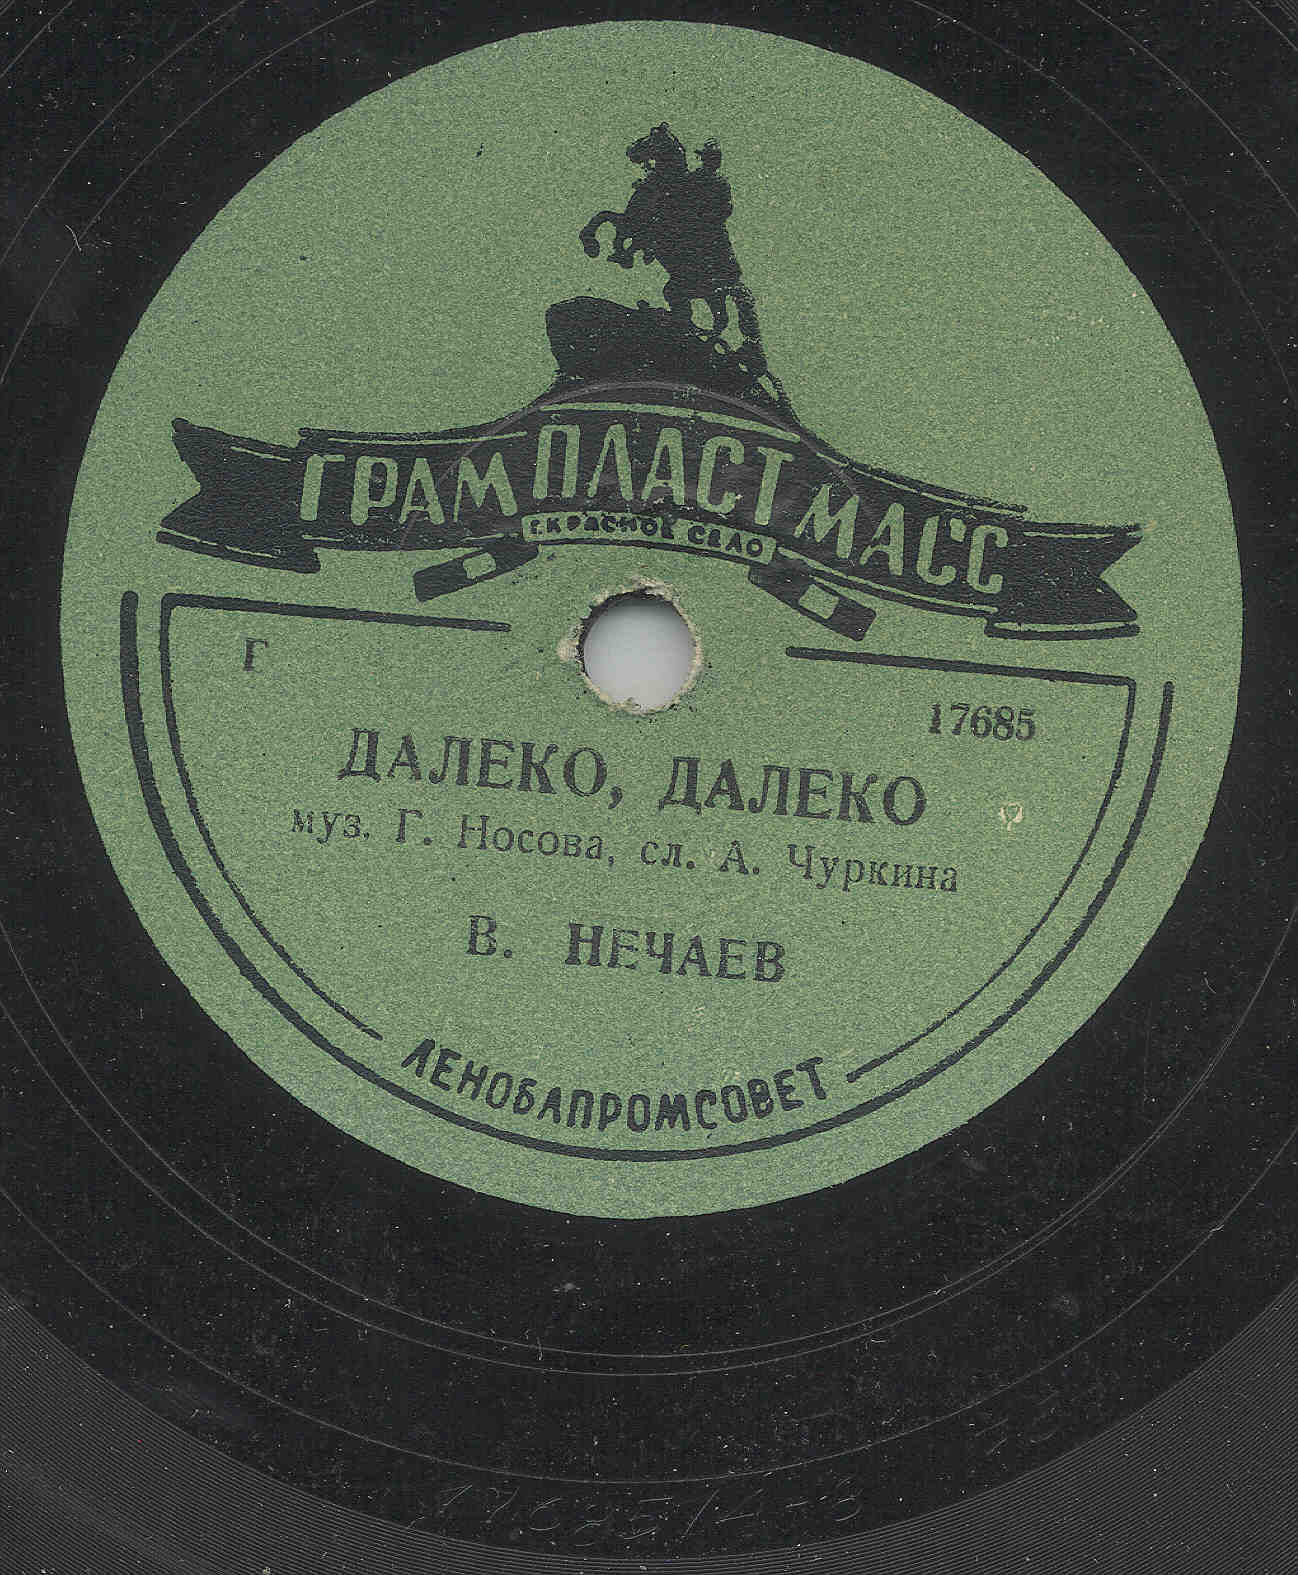 ГРАМПЛАСТМАСС
Г. КРАСНОЕ СЕЛО
Г
17685
ДАЛЕКО, ДАЛЕКО
муз. Г. Носова, сл. А. Чуркина
В. НЕЧАЕВ
ЛЕНОБЛПРОМСОВЕТ